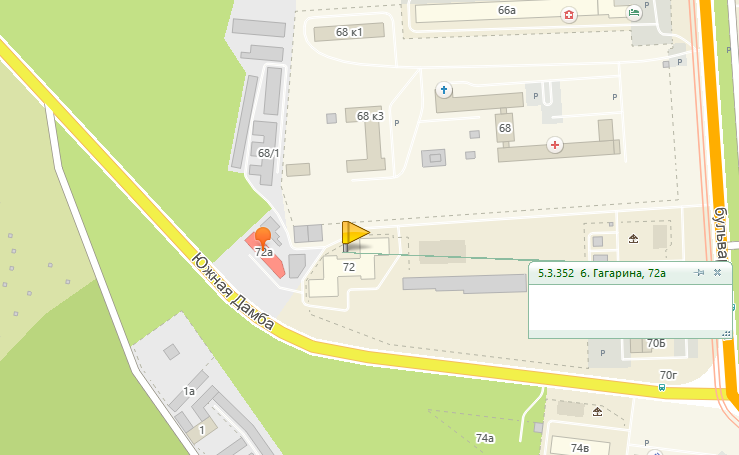 66а
68 к1
68 к3
Р
Р
Р
Р
68
68/1
72а
72
Южная Дамба
бульва
5.3.352 б. Гагарина, 72а
70Б
Р
70г
1а
1
74а
74в
Р